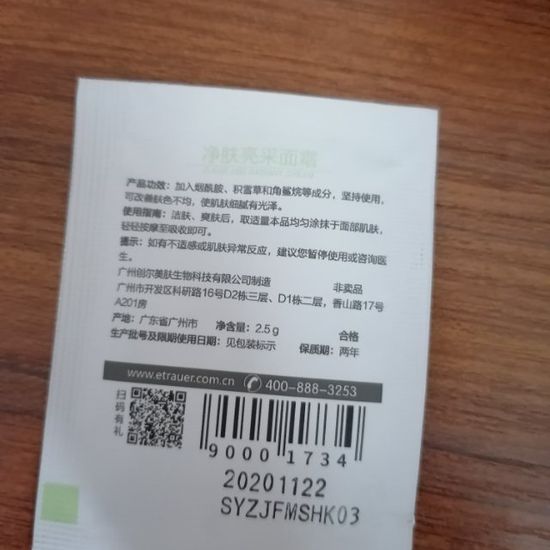 净肤亮采面霜
产品功效：加入烟酰胺、积雪草和角鲨烷等成分，坚持使用，
可改善肤色不均，使肌肤细腻有光泽。
使用指南：洁肤、爽肤后，取适量本品均匀涂抹于面部肌肤，
轻轻按摩至吸收即可。
提示：如有不适感或肌肤异常反应，建议您暂停使用或咨询医
生。
广州创尔美肤生物科技有限公司制造 非卖品
广州市开发区科研路16号D2栋三层、D1栋二层，香山路17号
A201房
产地：广东省广州市 净含量：2.5g 合格
生产批号及限期使用日期：见包装标示 保质期：两年
www.etrauer.com.cn 400-888-3253
扫码有礼
90001734
20201122
SYZJFMSHK03